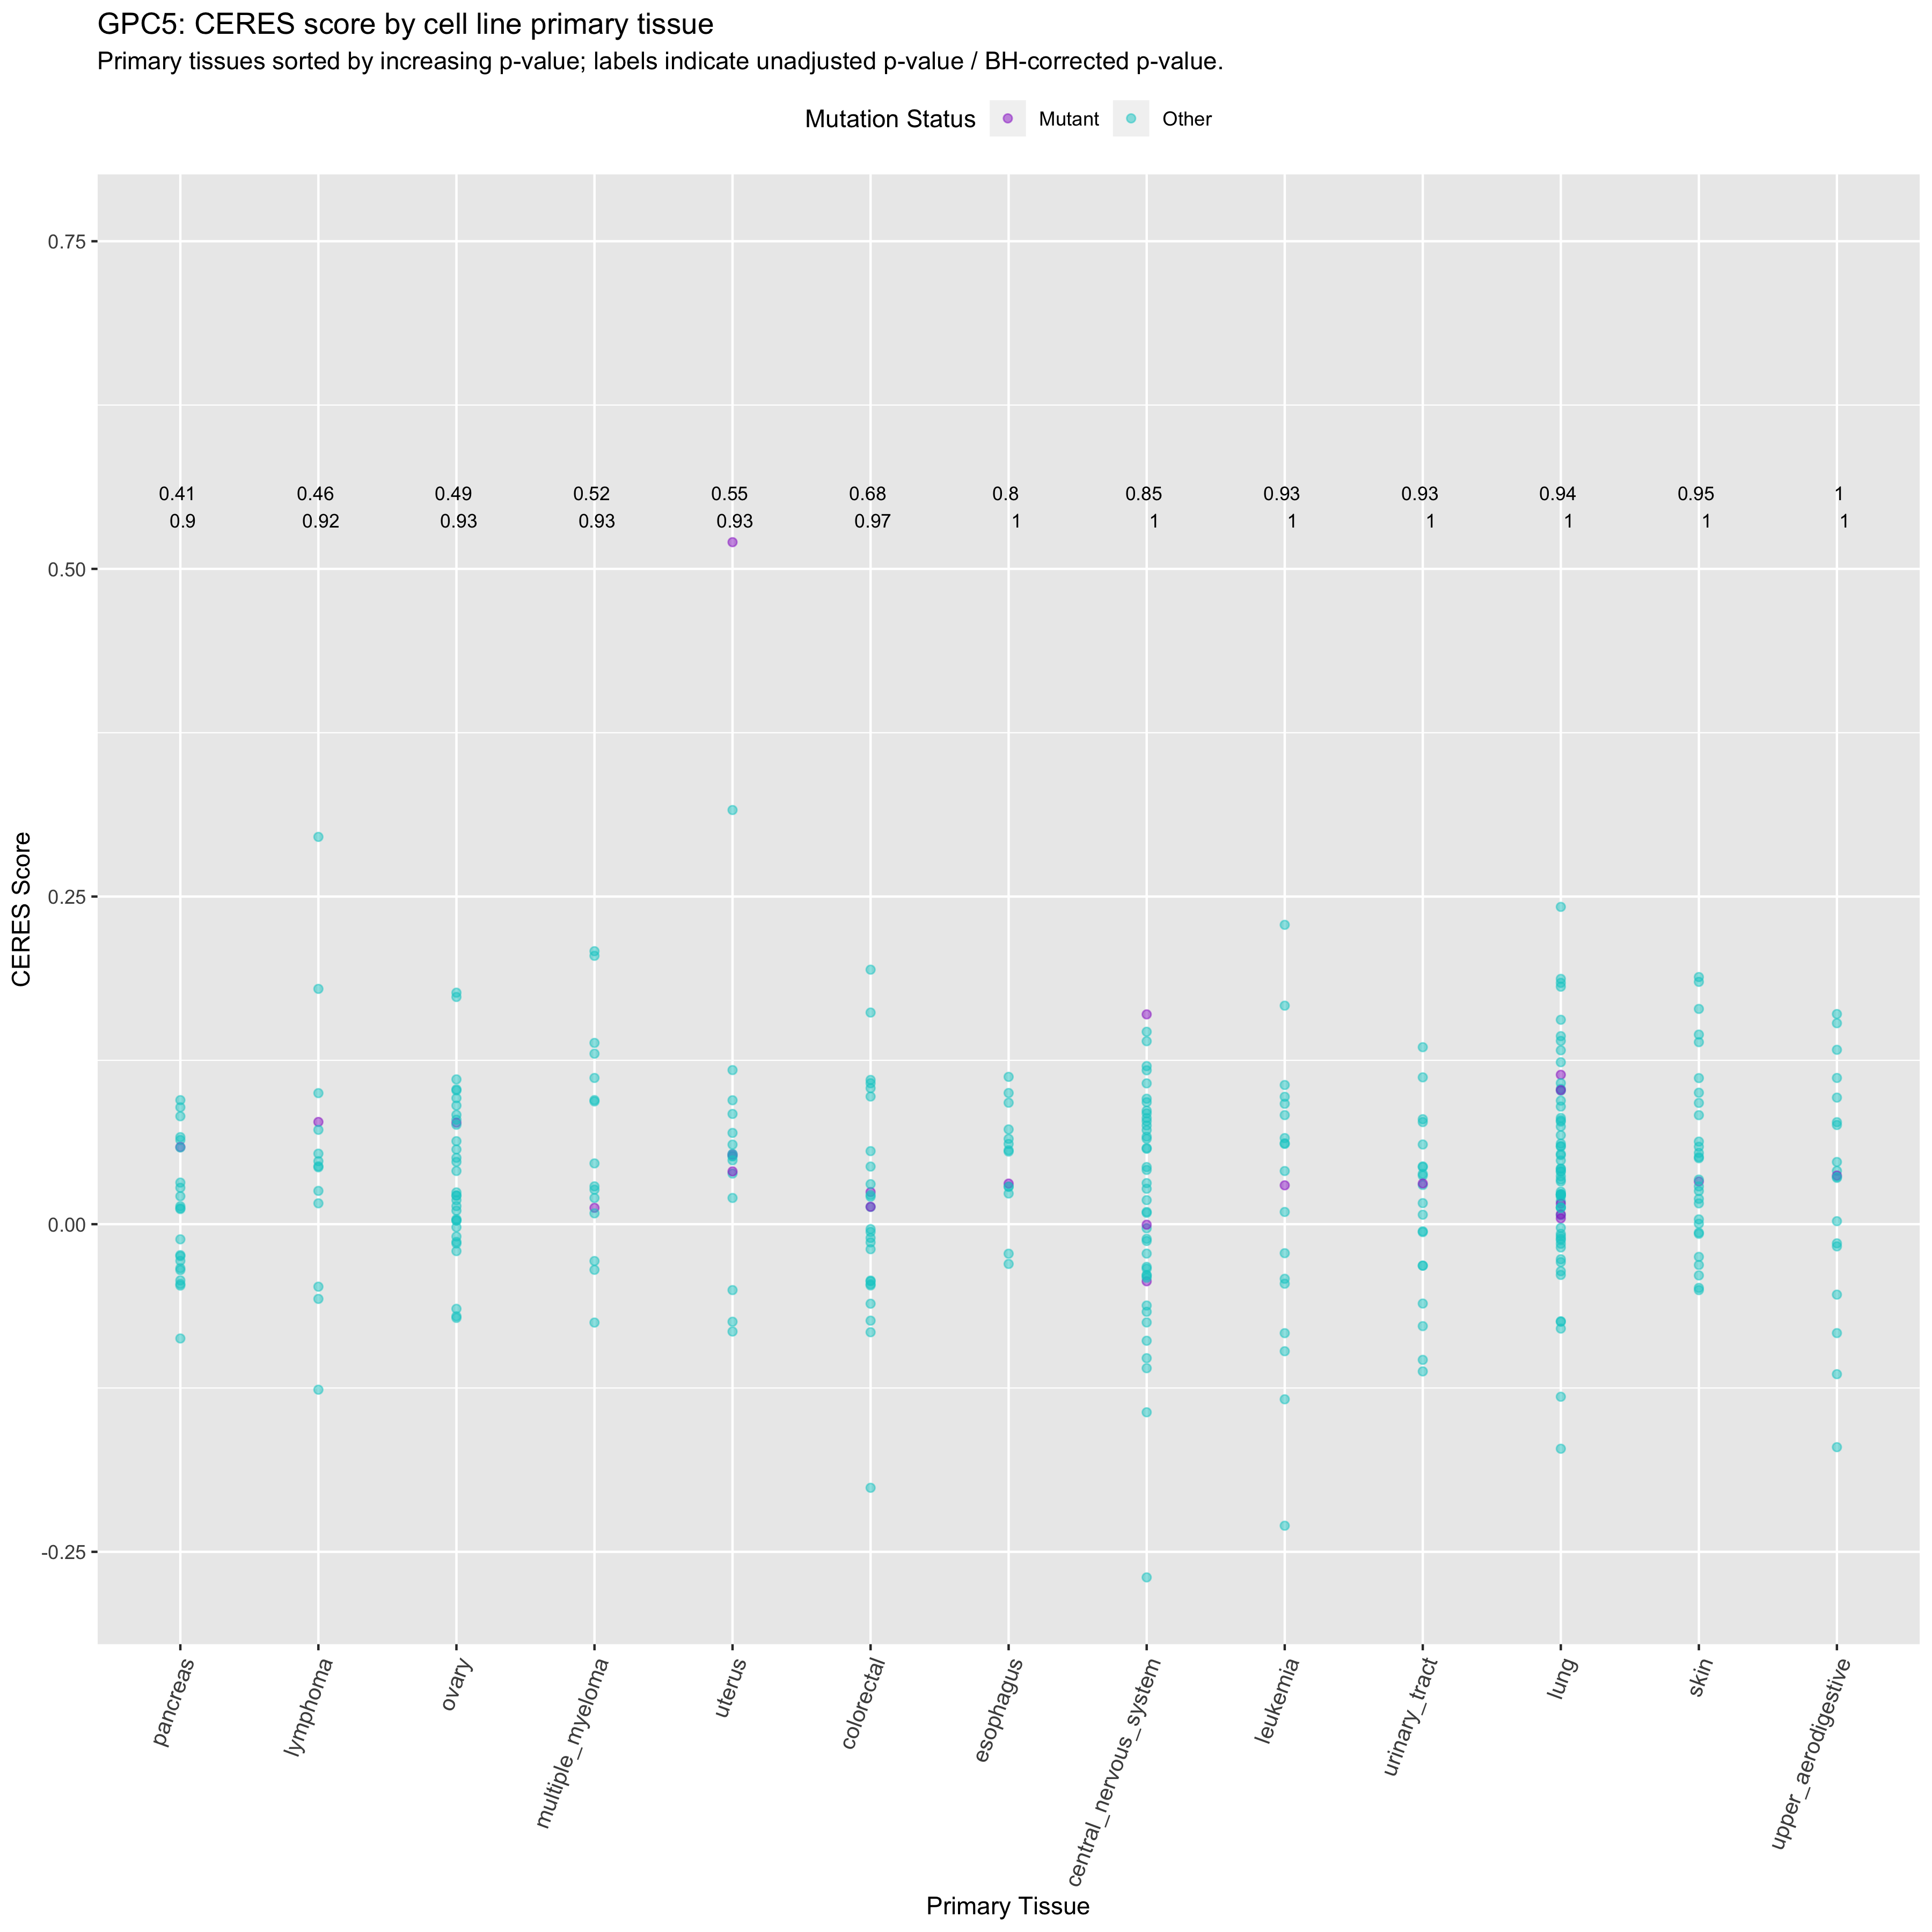 GPC5: CERES score by cell line primary tissue
Primary tissues sorted by increasing p-value; labels indicate unadjusted p-value / BH-corrected p-value.
Mutation Status Mutant Other
0.75
0.41 0.46 0.49 0.52 0.55 0.68 0.8 0.85 0.93 0.93 0.94 0.95 1
0.9 0.92 0.93 0.93 0.93 0.97 1 1 1 1 1 1 1
0.50
0.25
0.00
-0.25
CERES Score
pancreas
lymphoma
ovary
multiple_myeloma
uterus
colorectal
esophagus
central_nervous_system
leukemia
urinary_tract
lung
skin
upper_aerodigestive
Primary Tissue